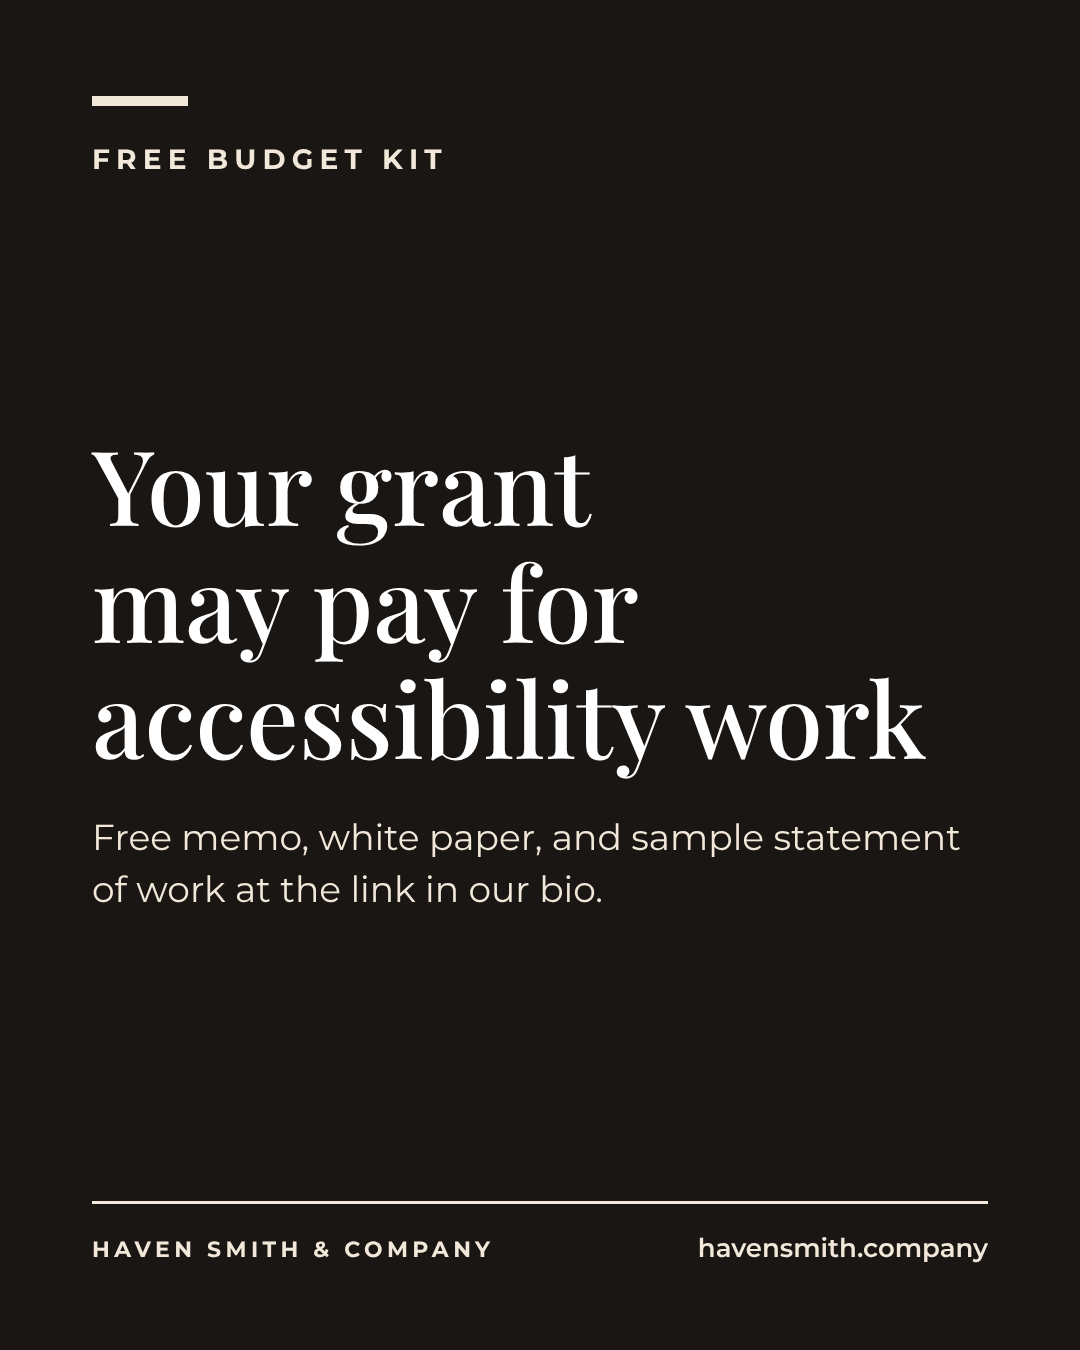 FREE BUDGET KIT
Your grant
may pay for
accessibility work
Free memo, white paper, and sample statement
of work at the link in our bio.
HAVEN SMITH & COMPANY
havensmith.company